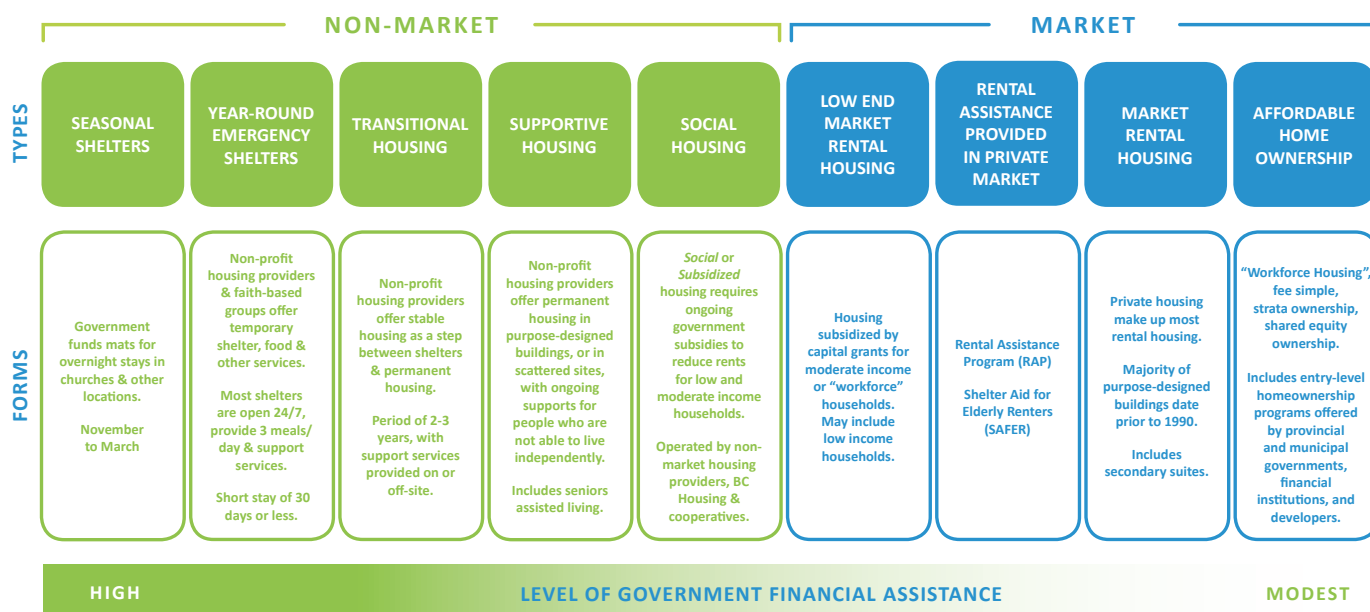 NON-MARKET
MARKET
TYPES
SEASONAL
SHELTERS
YEAR-ROUND
EMERGENCY
SHELTERS
TRANSITIONAL
HOUSING
SUPPORTIVE
HOUSING
SOCIAL
HOUSING
LOW END
MARKET
RENTAL
HOUSING
RENTAL
ASSISTANCE
PROVIDED
IN PRIVATE
MARKET
MARKET
RENTAL
HOUSING
AFFORDABLE
HOME
OWNERSHIP
FORMS
Government
funds mats for
overnight stays in
churches & other
locations.
November
to March
Non-profit
housing providers
& faith-based
groups offer
temporary
shelter, food &
other services.
Most shelters
are open 24/7,
provide 3 meals/
day & support
services.
Short stay of 30
days or less.
Non-profit
housing providers
offer stable
housing as a step
between shelters
& permanent
housing.
Period of 2-3
years, with
support services
provided on or
off-site.
Non-profit
housing providers
offer permanent
housing in
purpose-designed
buildings, or in
scattered sites,
with ongoing
supports for
people who are
not able to live
independently.
Includes seniors
assisted living.
Social or
Subsidized
housing requires
ongoing
government
subsidies to
reduce rents
for low and
moderate income
households.
Operated by non-
market housing
providers, BC
Housing &
cooperatives.
Housing
subsidized by
capital grants for
moderate income
or “workforce”
households.
May include
low income
households.
Rental Assistance
Program (RAP)
Shelter Aid for
Elderly Renters
(SAFER)
Private housing
make up most
rental housing.
Majority of
purpose-designed
buildings date
prior to 1990.
Includes
secondary suites.
“Workforce Housing”,
fee simple,
strata ownership,
shared equity
ownership.
Includes entry-level
homeownership
programs offered
by provincial
and municipal
governments,
financial
institutions, and
developers.
HIGH
LEVEL OF GOVERNMENT FINANCIAL ASSISTANCE
MODEST